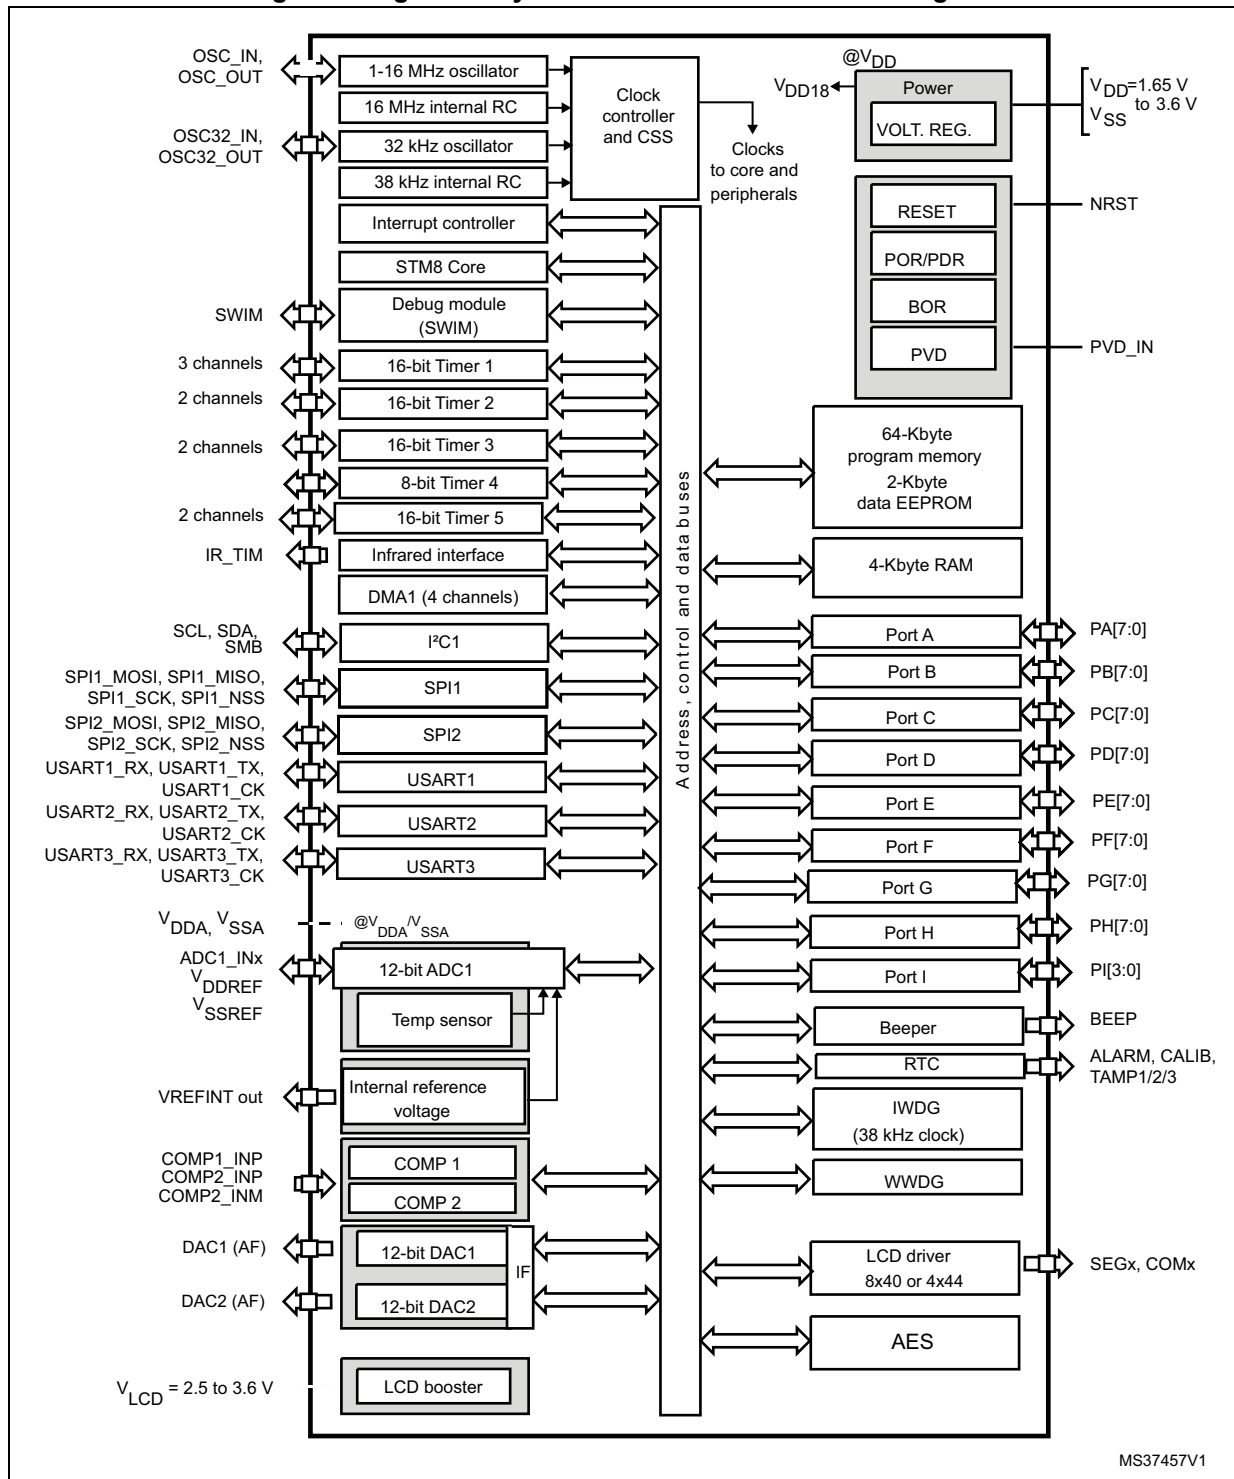 OSC_IN,
OSC_OUT
1-16 MHz oscillator
16 MHz internal RC
OSC32_IN,
OSC32_OUT
32 kHz oscillator
38 kHz internal RC
Clock
controller
and CSS
Clocks
to core and
peripherals
@VDD
VDD18
Power
VOLT. REG.
VDD=1.65 V
to 3.6 V
VSS
RESET
NRST
POR/PDR
BOR
PVD
PVD_IN
Interrupt controller
STM8 Core
SWIM
Debug module
(SWIM)
3 channels
16-bit Timer 1
2 channels
16-bit Timer 2
2 channels
16-bit Timer 3
8-bit Timer 4
2 channels
16-bit Timer 5
IR_TIM
Infrared interface
DMA1 (4 channels)
SCL, SDA,
SMB
I²C1
SPI1_MOSI, SPI1_MISO,
SPI1_SCK, SPI1_NSS
SPI1
SPI2_MOSI, SPI2_MISO,
SPI2_SCK, SPI2_NSS
SPI2
USART1_RX, USART1_TX,
USART1_CK
USART1
USART2_RX, USART2_TX,
USART2_CK
USART2
USART3_RX, USART3_TX,
USART3_CK
USART3
VDDA, VSSA
@VDDA/VSSA
ADC1_INx
VDDREF
VSSREF
12-bit ADC1
Temp sensor
VREFINT out
Internal reference
voltage
COMP1_INP
COMP2_INP
COMP2_INM
COMP 1
COMP 2
DAC1 (AF)
12-bit DAC1
IF
DAC2 (AF)
12-bit DAC2
VLCD = 2.5 to 3.6 V
LCD booster
Address, control and data buses
64-Kbyte
program memory
2-Kbyte
data EEPROM
4-Kbyte RAM
Port A
PA[7:0]
Port B
PB[7:0]
Port C
PC[7:0]
Port D
PD[7:0]
Port E
PE[7:0]
Port F
PF[7:0]
Port G
PG[7:0]
Port H
PH[7:0]
Port I
PI[3:0]
Beeper
BEEP
RTC
ALARM, CALIB,
TAMP1/2/3
IWDG
(38 kHz clock)
WWDG
LCD driver
8x40 or 4x44
SEGx, COMx
AES
MS37457V1